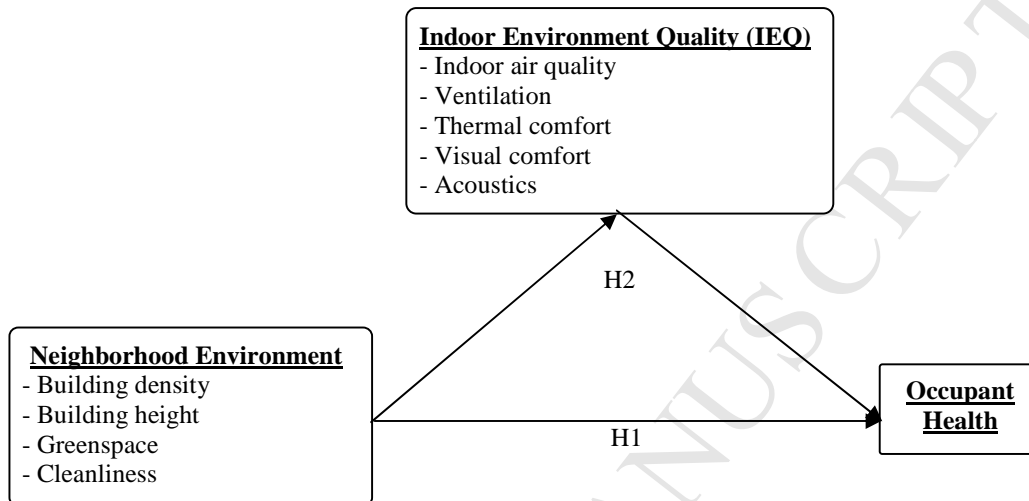 Indoor Environment Quality (IEQ)
- Indoor air quality
- Ventilation
- Thermal comfort
- Visual comfort
- Acoustics
H2
Neighborhood Environment
- Building density
- Building height
- Greenspace
- Cleanliness
H1
Occupant
Health
ANUSCRIPT